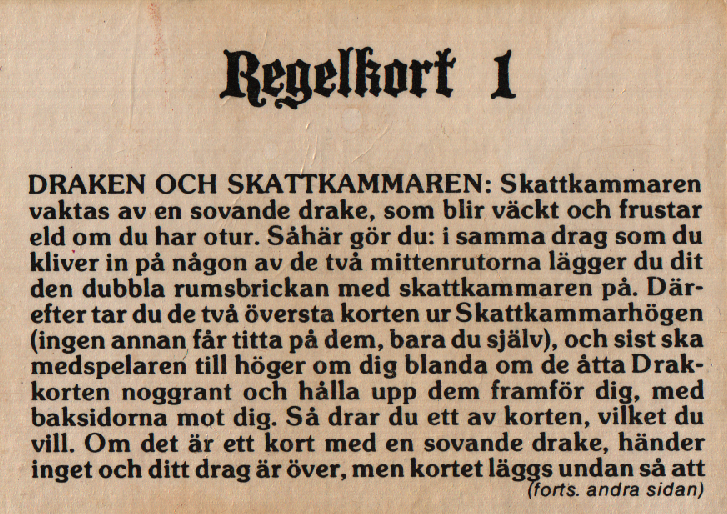 Regelkort 1
DRAKEN OCH SKATTKAMMAREN: Skattkammaren
vaktas av en sovande drake, som blir väckt och frustar
eld om du har otur. Såhär gör du: i samma drag som du
kliver in på någon av de två mittenrutorna lägger du dit
den dubbla rumsbrickan med skattkammaren på. Där-
efter tar du de två översta korten ur Skattkammarhögen
(ingen annan får titta på dem, bara du själv), och sist ska
medspelaren till höger om dig blanda om de åtta Drak-
korten noggrant och hålla upp dem framför dig, med
baksidorna mot dig. Så drar du ett av korten, vilket du
vill. Om det är ett kort med en sovande drake, händer
inget och ditt drag är över, men kortet läggs undan så att
(forts. andra sidan)